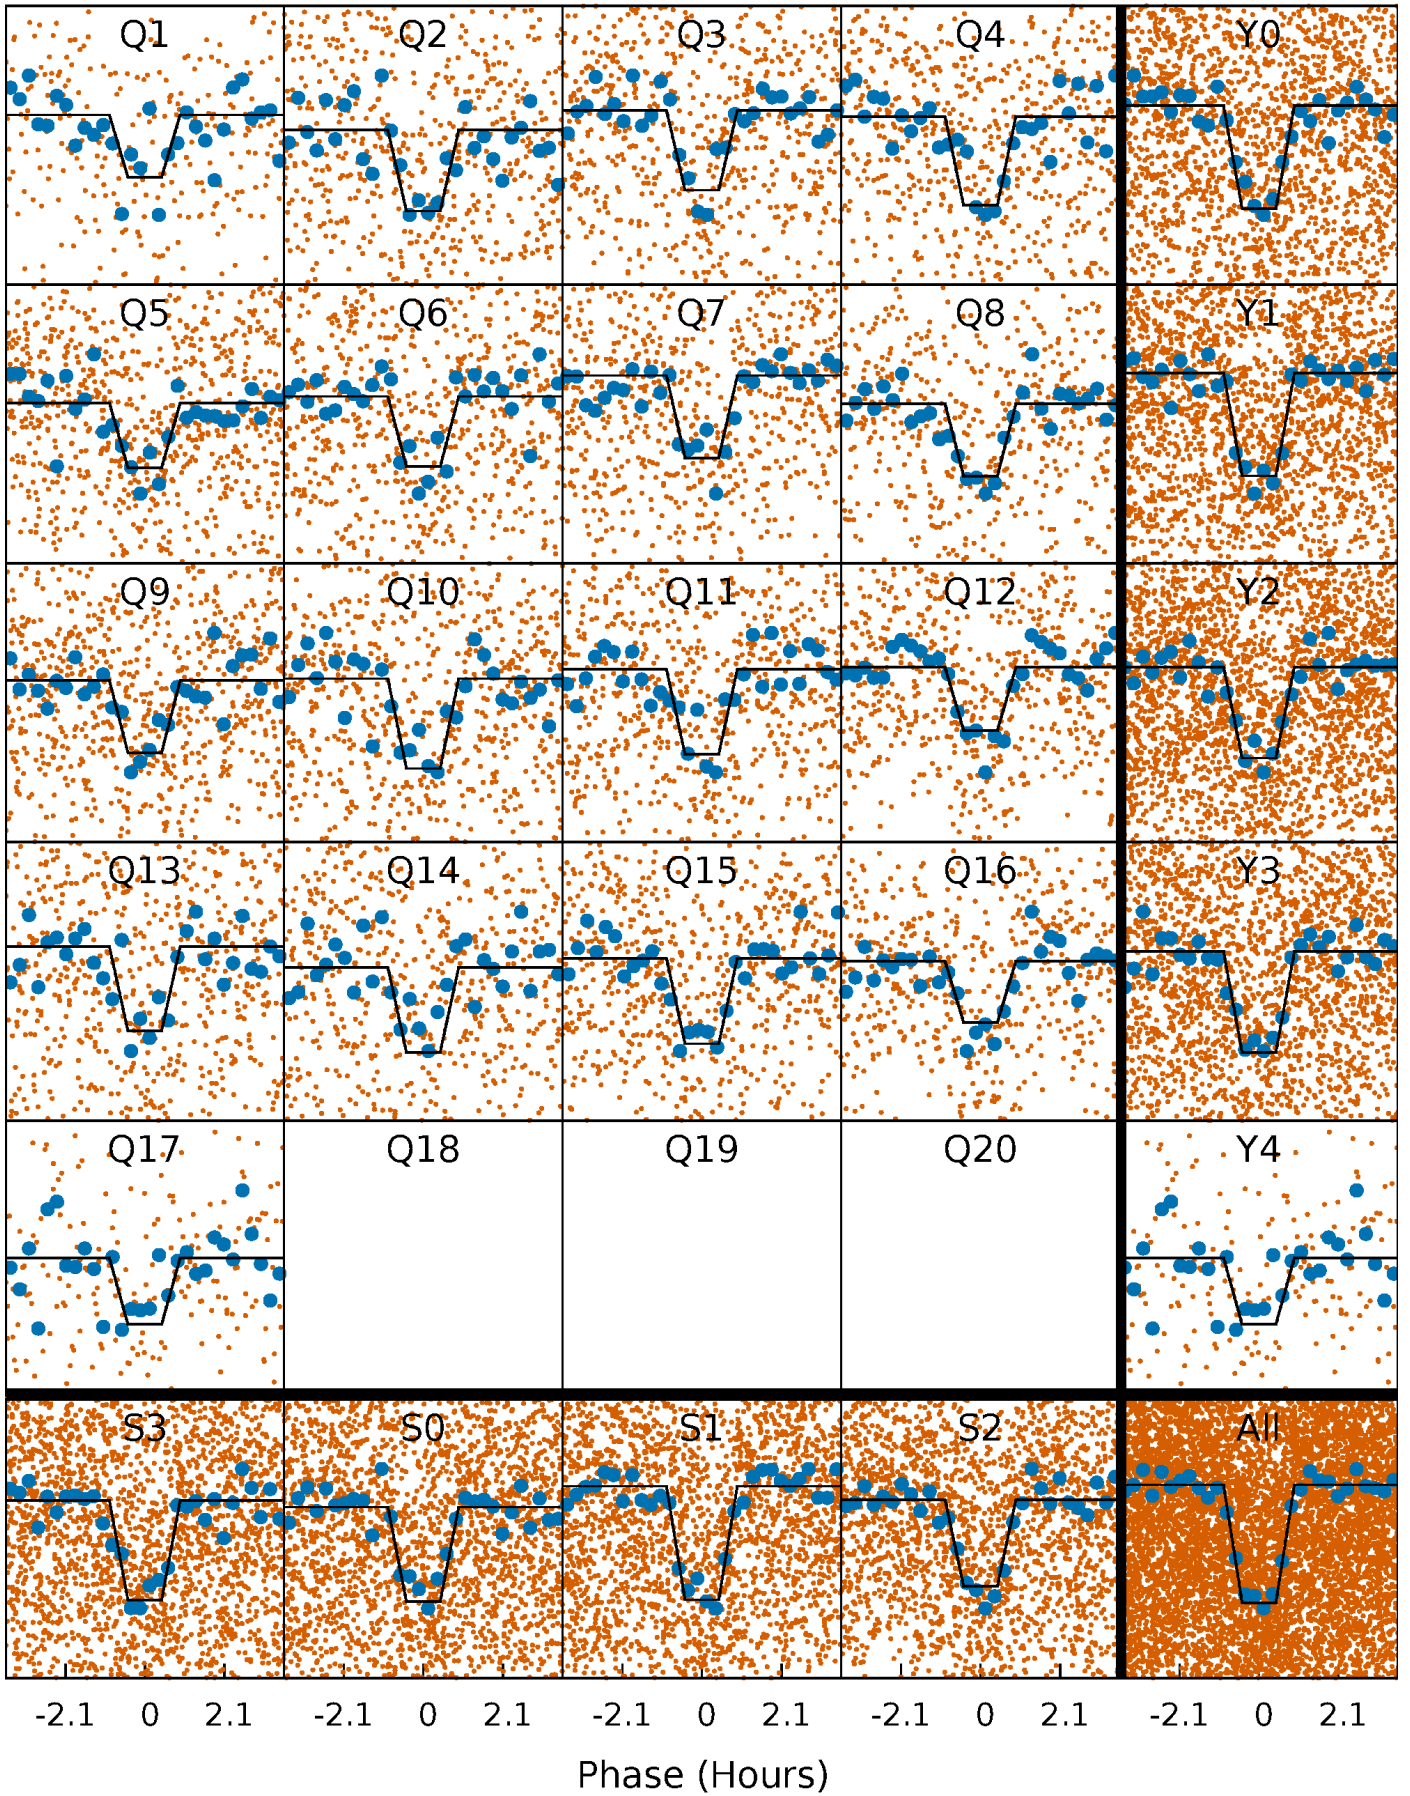 Q1 Q2 Q3 Q4 Y0
Q5 Q6 Q7 Q8 Y1
Q9 Q10 Q11 Q12 Y2
Q13 Q14 Q15 Q16 Y3
Q17 Q18 Q19 Q20 Y4
S3 S0 S1 S2 All
-2.1 0 2.1 -2.1 0 2.1 -2.1 0 2.1 -2.1 0 2.1 -2.1 0 2.1
Phase (Hours)